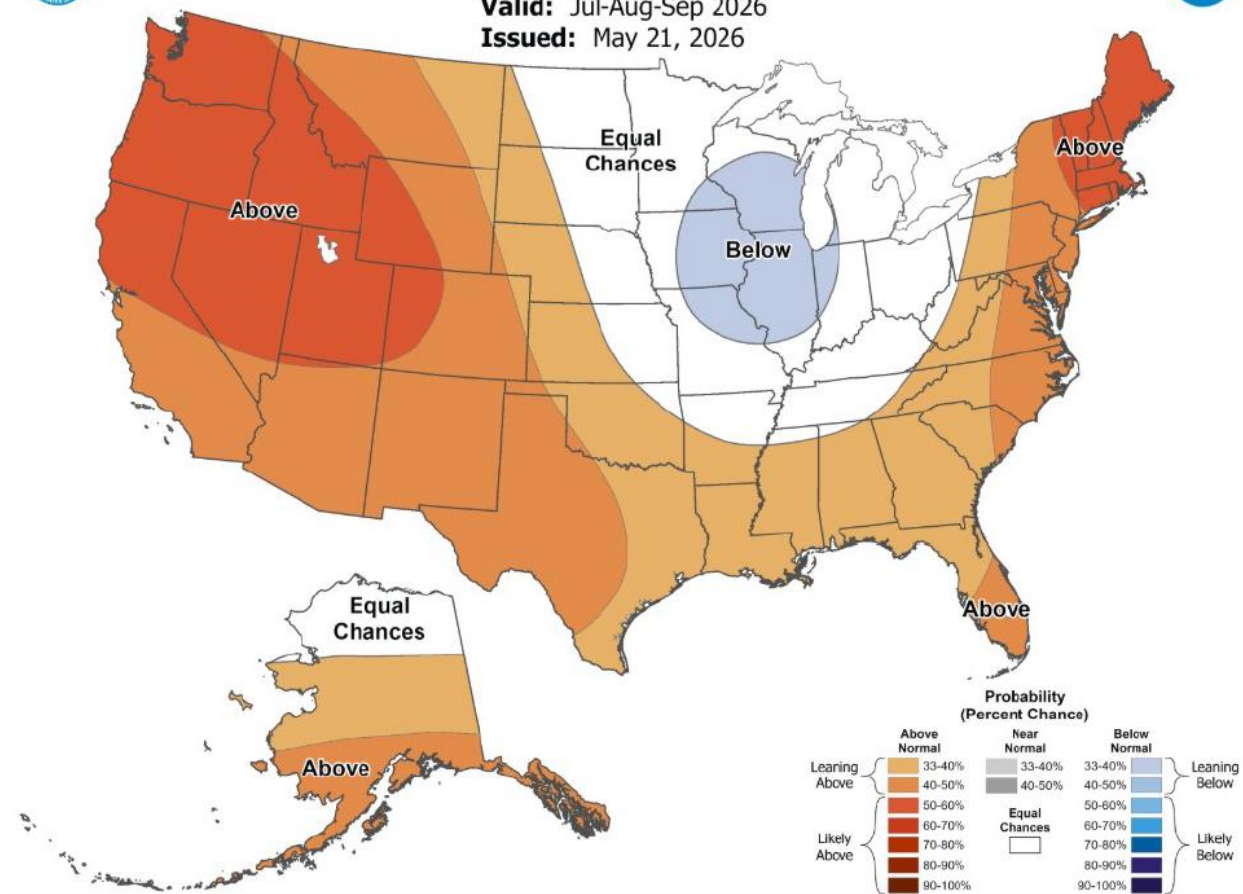 Valid: Jul-Aug-Sep 2026
Issued: May 21, 2026
Equal
Chances
Above
Above
Below
Above
Equal
Chances
Above
Probability
(Percent Chance)
Above
Normal
Near
Normal
Below
Normal
Leaning
Above
33-40%
33-40%
33-40%
Leaning
Below
40-50%
40-50%
40-50%
50-60%
50-60%
Likely
Above
60-70%
Equal
Chances
60-70%
Likely
Below
70-80%
70-80%
80-90%
80-90%
90-100%
90-100%